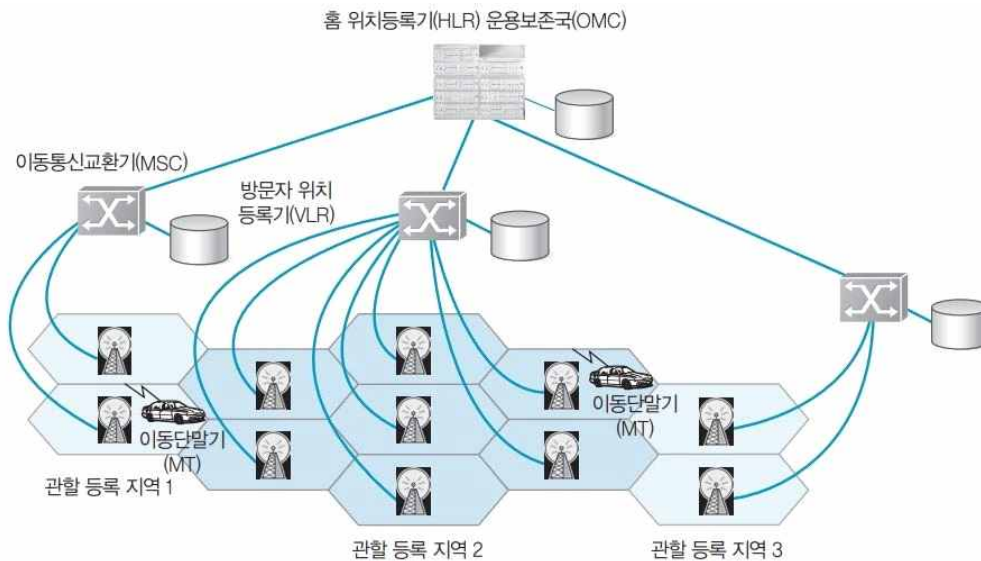 홈 위치등록기(HLR) 운용보존국(OMC)
이동통신교환기(MSC)
방문자 위치
등록기(VLR)
이동단말기
(MT)
이동단말기
(MT)
관할 등록 지역 1
관할 등록 지역 2
관할 등록 지역 3